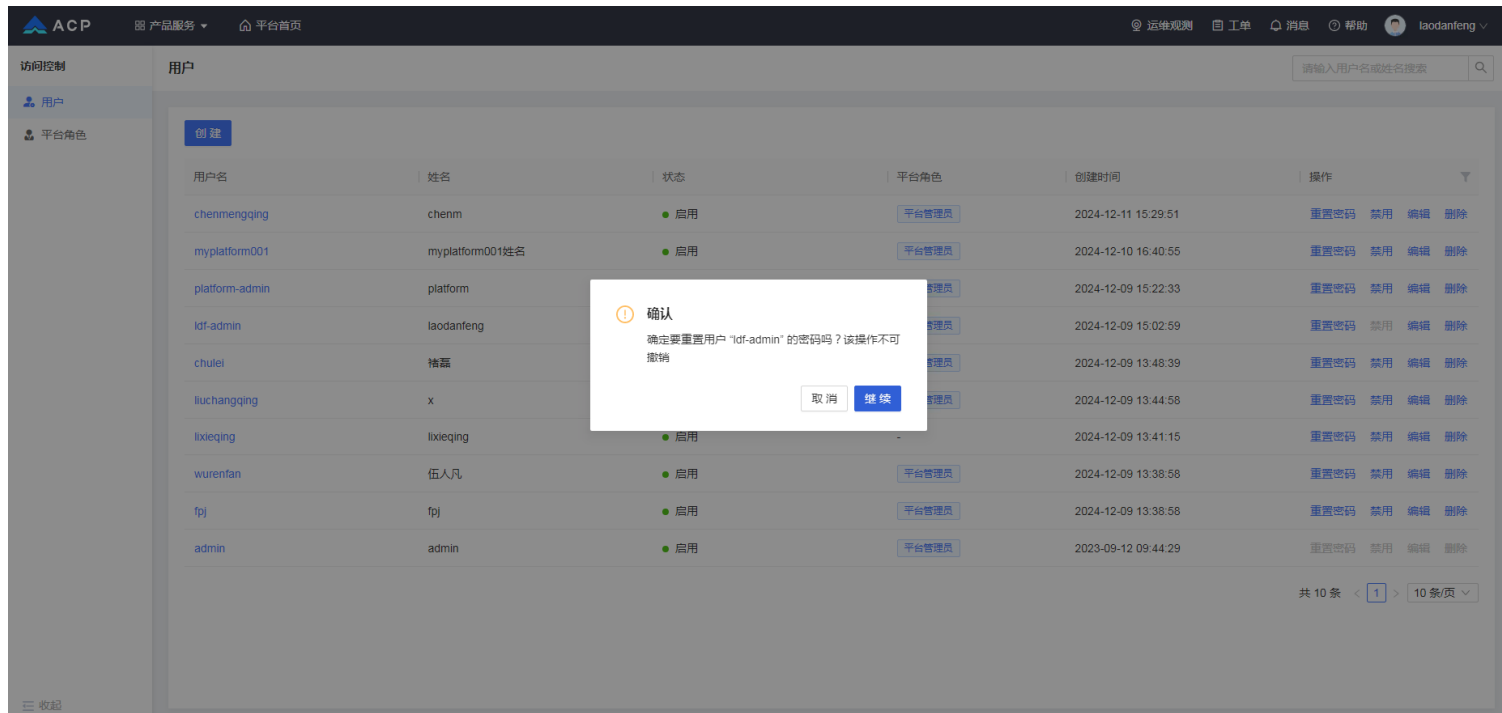 ACP 产品服务 平台首页 运维观测 工单 消息 帮助 laodanfeng
访问控制
用户
平台角色
收起
用户 请输入用户名或姓名搜索
创 建
用户名 姓名 状态 平台角色 创建时间 操作
chenmengqing chenm 启用 平台管理员 2024-12-11 15:29:51 重置密码 禁用 编辑 删除
myplatform001 myplatform001姓名 启用 平台管理员 2024-12-10 16:40:55 重置密码 禁用 编辑 删除
platform-admin platform 管理员 2024-12-09 15:22:33 重置密码 禁用 编辑 删除
ldf-admin laodanfeng 管理员 2024-12-09 15:02:59 重置密码 禁用 编辑 删除
chulei 褚磊 管理员 2024-12-09 13:48:39 重置密码 禁用 编辑 删除
liuchangqing x 管理员 2024-12-09 13:44:58 重置密码 禁用 编辑 删除
lixieqing lixieqing 启用 - 2024-12-09 13:41:15 重置密码 禁用 编辑 删除
wurenfan 伍人凡 启用 平台管理员 2024-12-09 13:38:58 重置密码 禁用 编辑 删除
fpj fpj 启用 平台管理员 2024-12-09 13:38:58 重置密码 禁用 编辑 删除
admin admin 启用 平台管理员 2023-09-12 09:44:29 重置密码 禁用 编辑 删除
共 10 条 < 1 > 10 条/页
确认
确定要重置用户 “ldf-admin” 的密码吗？该操作不可
撤销
取 消 继 续